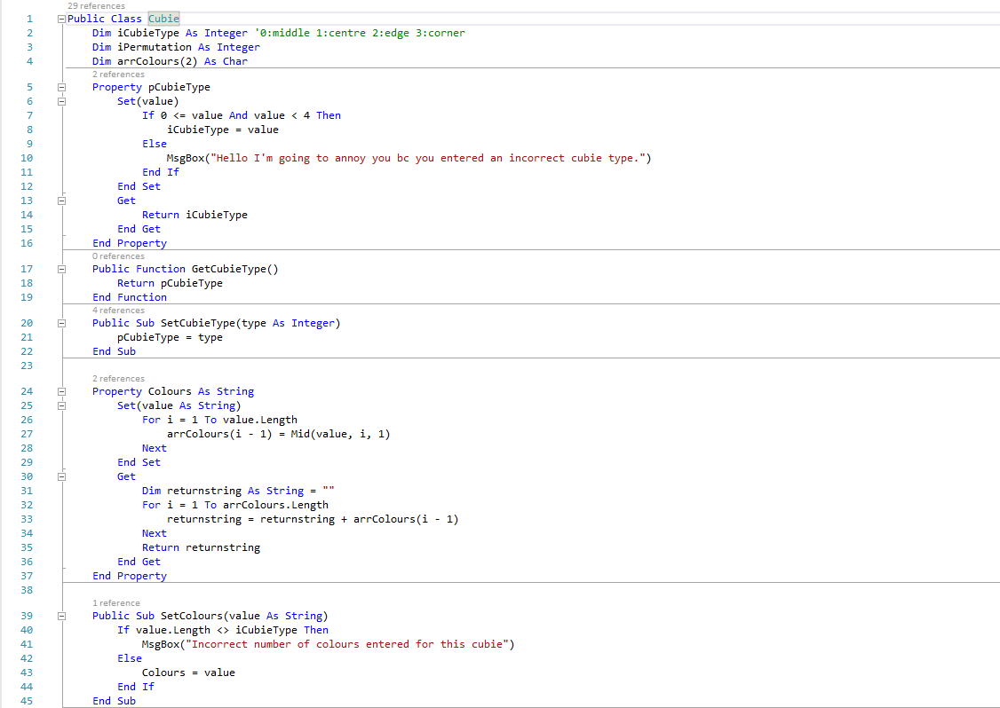 29 references
1 Public Class Cubie
2 Dim iCubieType As Integer '0:middle 1:centre 2:edge 3:corner
3 Dim iPermutation As Integer
4 Dim arrColours(2) As Char
2 references
5 Property pCubieType
6 Set(value)
7 If 0 <= value And value < 4 Then
8 iCubieType = value
9 Else
10 MsgBox("Hello I'm going to annoy you bc you entered an incorrect cubie type.")
11 End If
12 End Set
13 Get
14 Return iCubieType
15 End Get
16 End Property
0 references
17 Public Function GetCubieType()
18 Return pCubieType
19 End Function
4 references
20 Public Sub SetCubieType(type As Integer)
21 pCubieType = type
22 End Sub
23
2 references
24 Property Colours As String
25 Set(value As String)
26 For i = 1 To value.Length
27 arrColours(i - 1) = Mid(value, i, 1)
28 Next
29 End Set
30 Get
31 Dim returnstring As String = ""
32 For i = 1 To arrColours.Length
33 returnstring = returnstring + arrColours(i - 1)
34 Next
35 Return returnstring
36 End Get
37 End Property
38
1 reference
39 Public Sub SetColours(value As String)
40 If value.Length <> iCubieType Then
41 MsgBox("Incorrect number of colours entered for this cubie")
42 Else
43 Colours = value
44 End If
45 End Sub